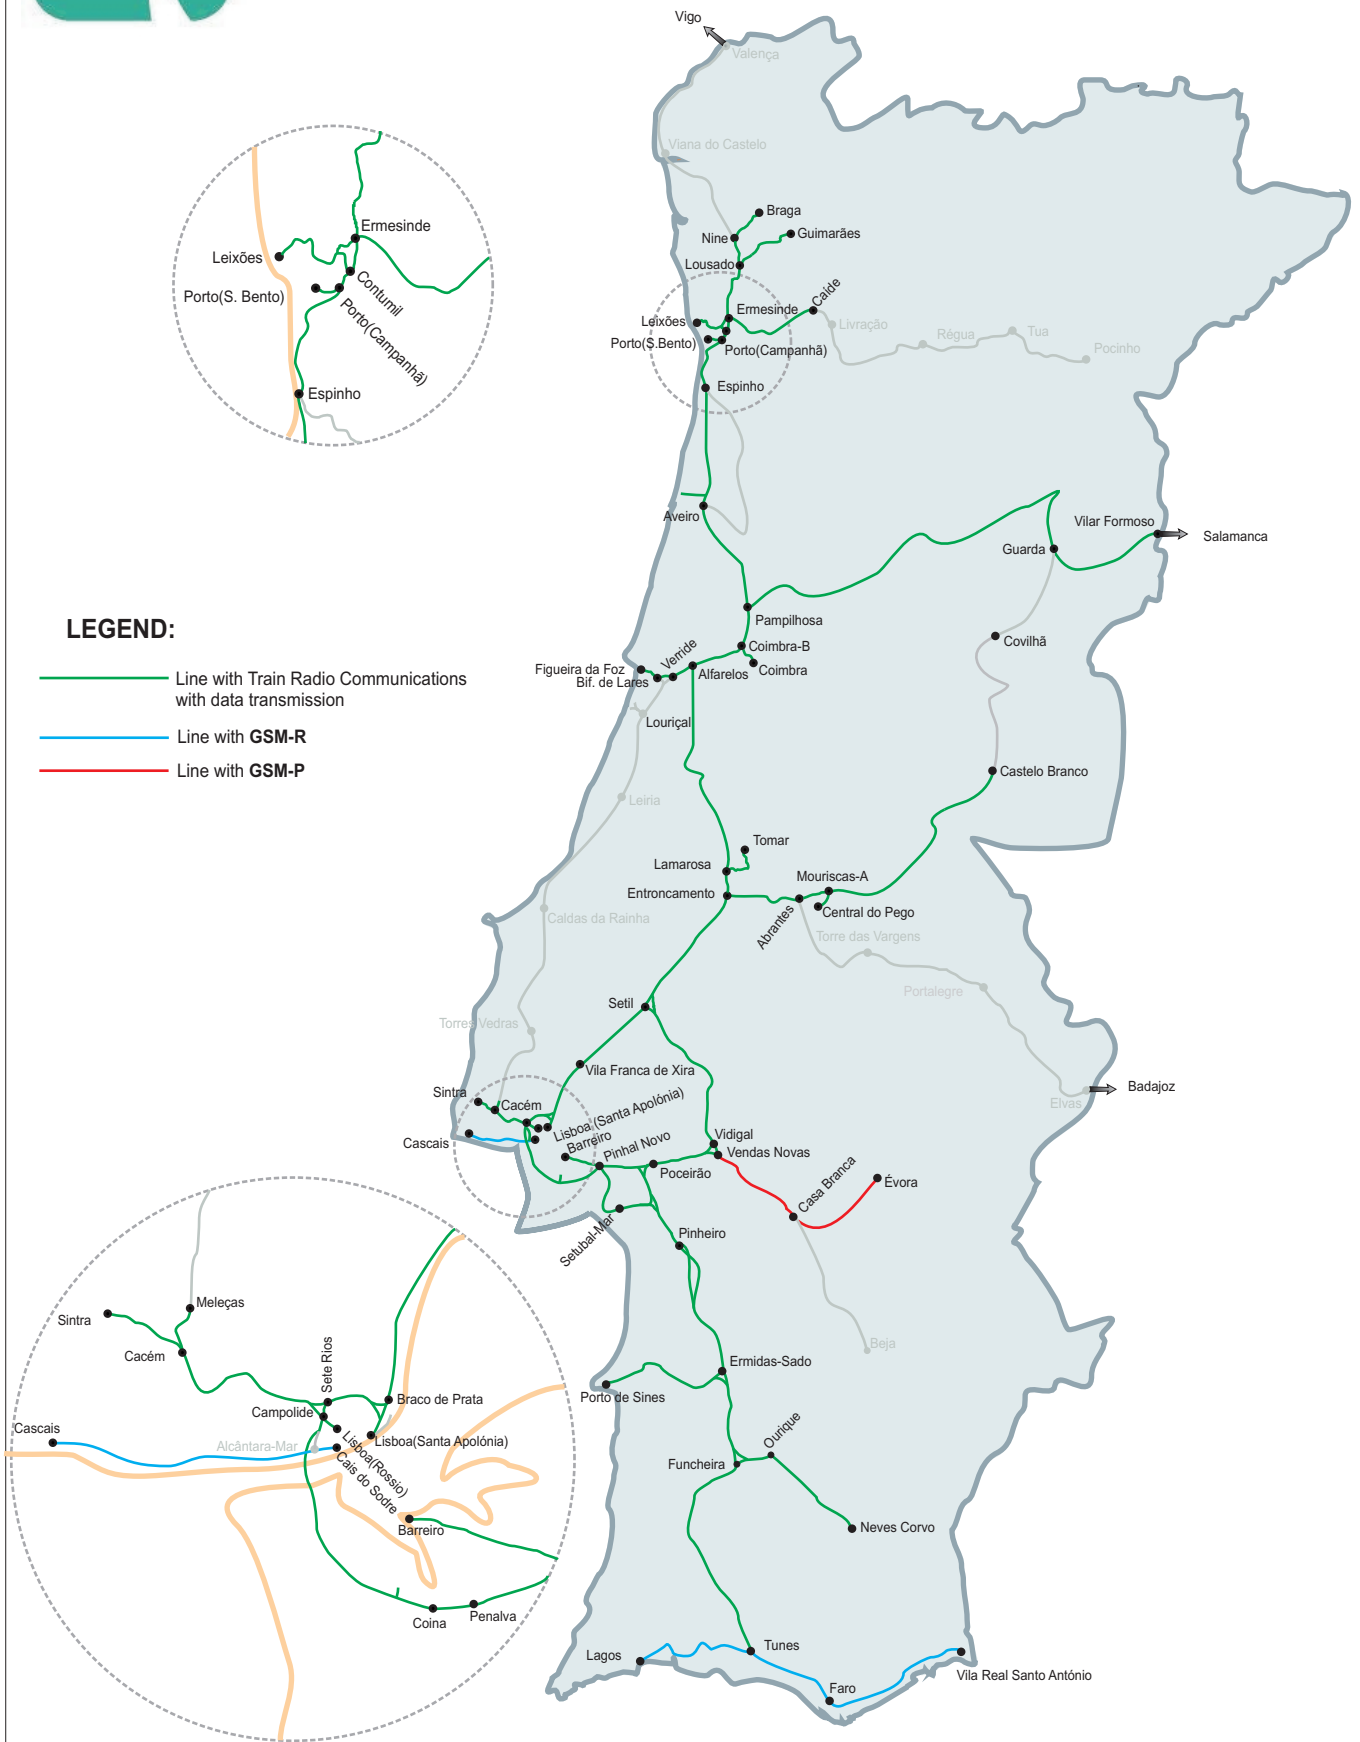 Vigo
Valença
Viana do Castelo
Braga
Nine
Guimarães
Lousado
Caíde
Ermesinde
Leixões
Livração
Régua
Tua
Pocinho
Porto(S.Bento)
Porto(Campanhã)
Espinho
Ermesinde
Leixões
Contumil
Porto(S. Bento)
Porto(Campanhã)
Espinho
Aveiro
Vilar Formoso
Salamanca
Guarda
Pampilhosa
Covilhã
Coimbra-B
Verride
Coimbra
Figueira da Foz
Alfarelos
Bif. de Lares
Louriçal
LEGEND:
Line with Train Radio Communications
with data transmission
Line with GSM-R
Line with GSM-P
Castelo Branco
Leiria
Tomar
Lamarosa
Mouriscas-A
Entroncamento
Abrantes
Central do Pego
Caldas da Rainha
Torre das Vargens
Portalegre
Setil
Torres Vedras
Vila Franca de Xira
Elvas
Badajoz
Sintra
Cacém
Lisboa (Santa Apolónia)
Cascais
Barreiro
Pinhal Novo
Vidigal
Vendas Novas
Poceirão
Casa Branca
Évora
Setubal-Mar
Pinheiro
Beja
Ermidas-Sado
Porto de Sines
Ourique
Funcheira
Neves Corvo
Lagos
Tunes
Faro
Vila Real Santo António
Meleças
Sintra
Cacém
Sete Rios
Braco de Prata
Campolide
Cascais
Alcântara-Mar
Lisboa(Santa Apolónia)
Lisboa(Rossio)
Cais do Sodre
Barreiro
Coina
Penalva